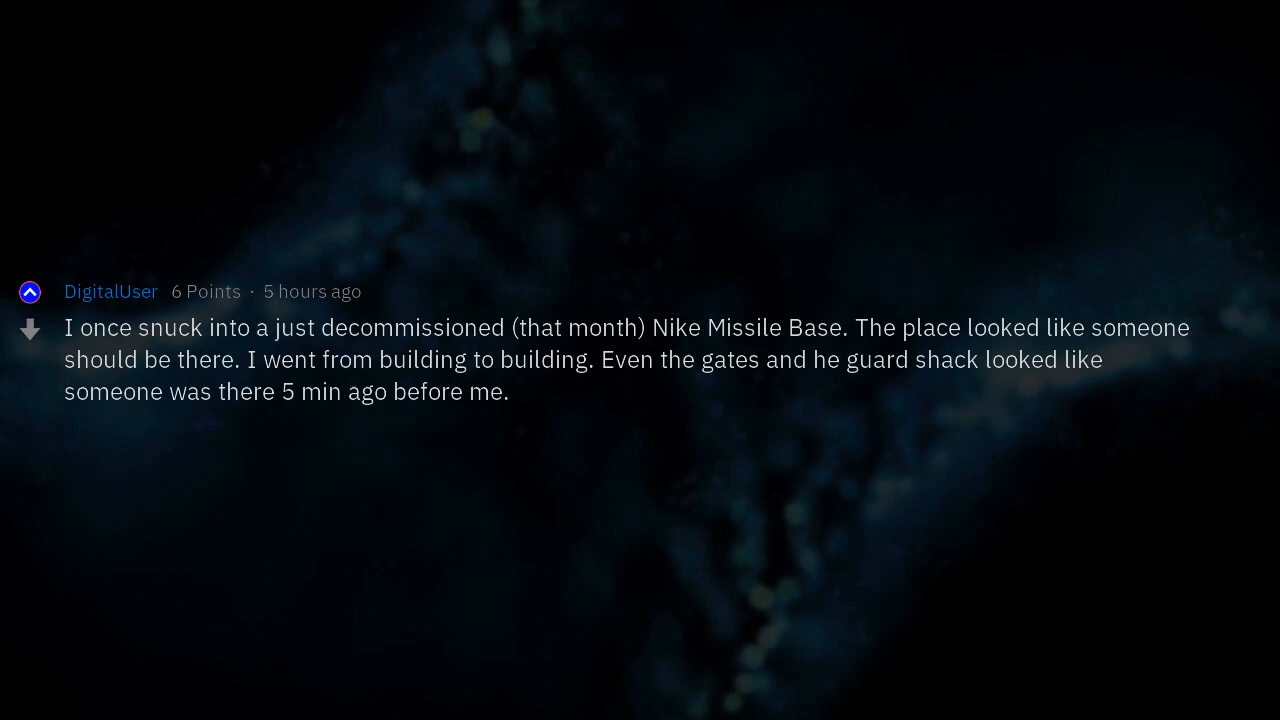 DigitalUser 6 Points · 5 hours ago
I once snuck into a just decommissioned (that month) Nike Missile Base. The place looked like someone
should be there. I went from building to building. Even the gates and he guard shack looked like
someone was there 5 min ago before me.